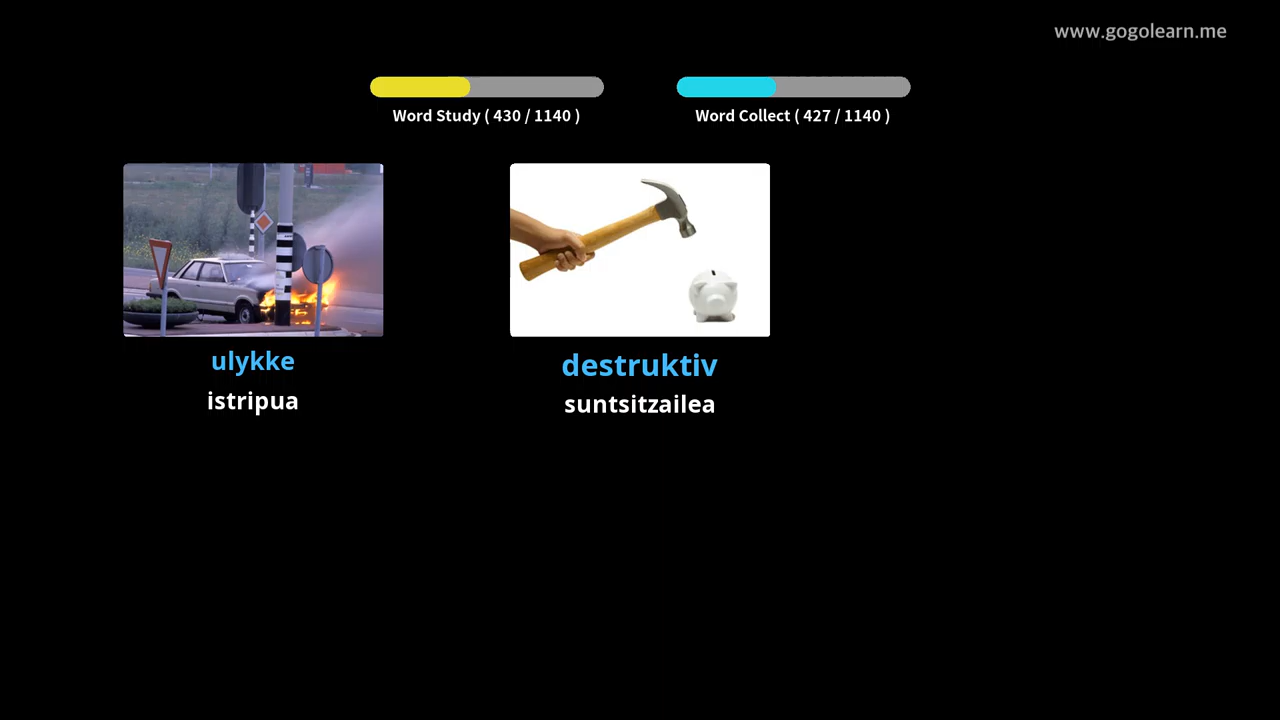 www.gogolearn.me
Word Study ( 430 / 1140 )
Word Collect ( 427 / 1140 )
ulykke
istripua
destruktiv
suntsitzailea